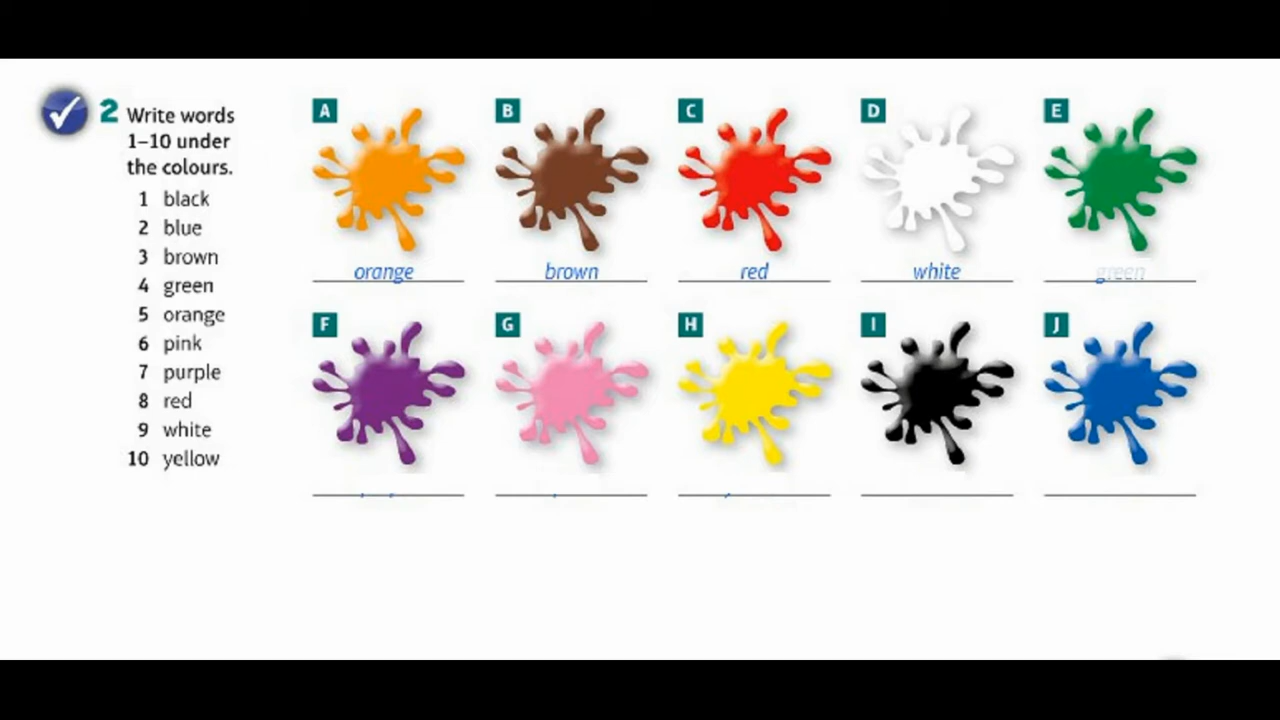 2 Write words
1–10 under
the colours.
1 black
2 blue
3 brown
4 green
5 orange
6 pink
7 purple
8 red
9 white
10 yellow
A
B
C
D
E
orange
brown
red
white
green
F
G
H
I
J